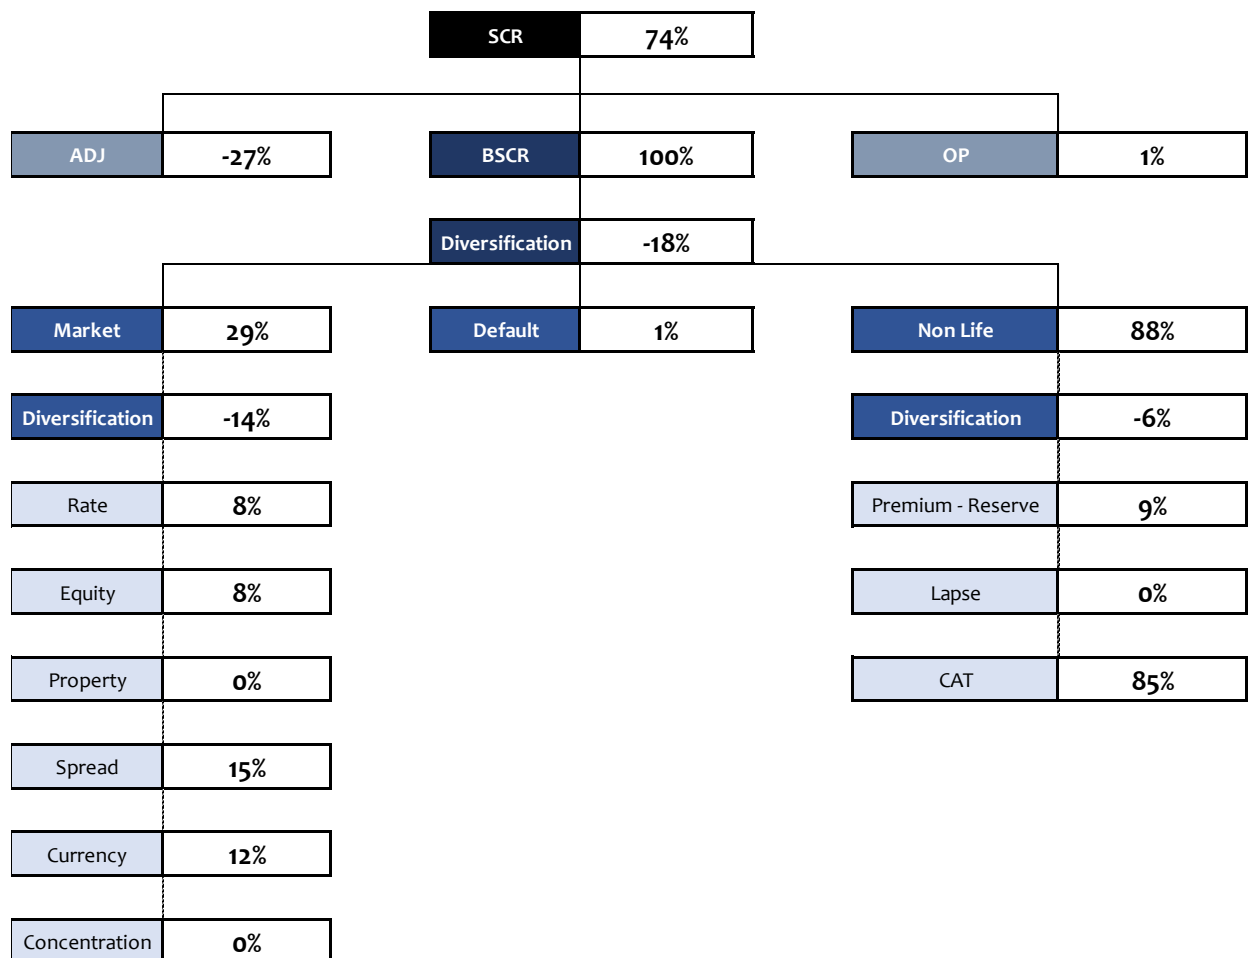 SCR 74%
ADJ -27% BSCR 100% OP 1%
Diversification -18%
Market 29% Default 1% Non Life 88%
Diversification -14% Diversification -6%
Rate 8% Premium - Reserve 9%
Equity 8% Lapse 0%
Property 0% CAT 85%
Spread 15%
Currency 12%
Concentration 0%